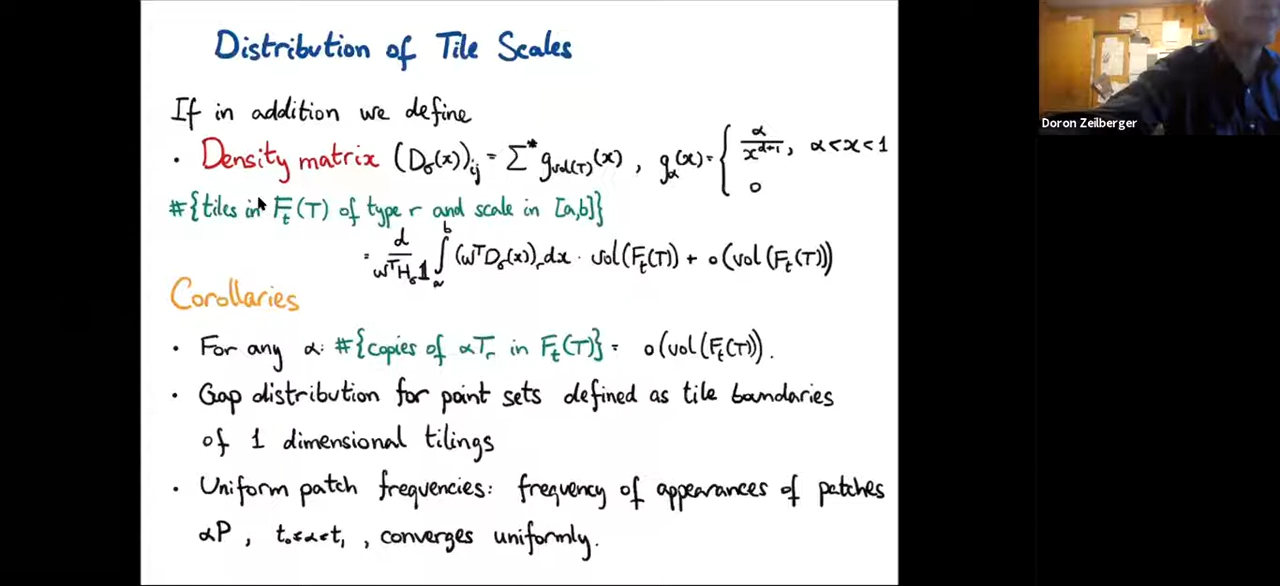 Distribution of Tile Scales
If in addition we define
• Density matrix (D_σ(x))_ij = Σ* g_vol(T)(x) , g_α(x) = { α/x^{d+1} , α<x<1
0
#{tiles in F_t(T) of type r and scale in [a,b]}
= d/(w^T H_σ 1) ∫_a^b (w^T D_σ(x))_r dx · vol(F_t(T)) + o(vol(F_t(T)))
Corollaries
• For any α: #{copies of αT_r in F_t(T)} = o(vol(F_t(T))).
• Gap distribution for point sets defined as tile boundaries
of 1 dimensional tilings
• Uniform patch frequencies: frequency of appearances of patches
αP , t₀≤α≤t₁ , converges uniformly.
Doron Zeilberger